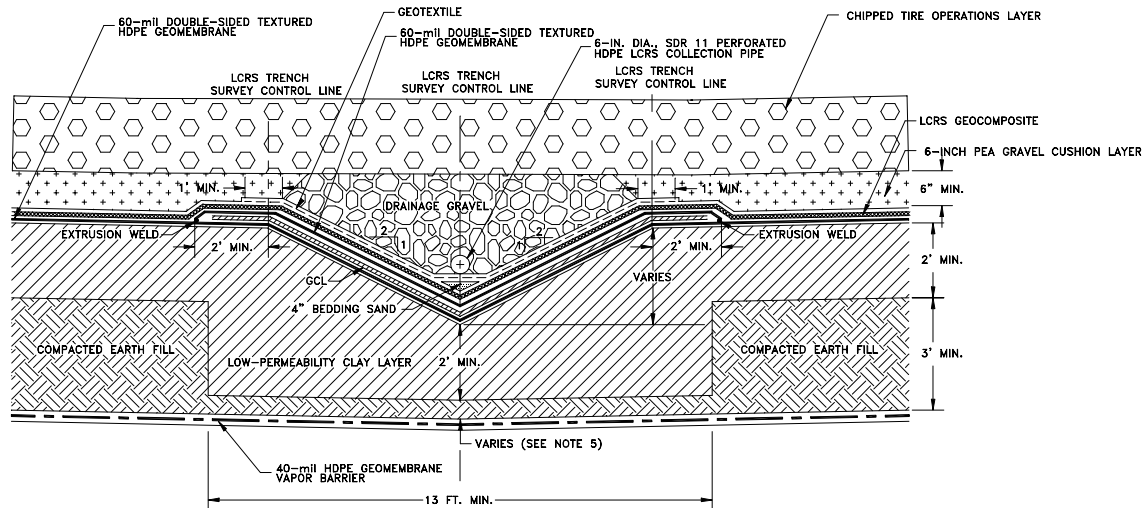 60-mil DOUBLE-SIDED TEXTURED
HDPE GEOMEMBRANE
GEOTEXTILE
60-mil DOUBLE-SIDED TEXTURED
HDPE GEOMEMBRANE
6-IN. DIA., SDR 11 PERFORATED
HDPE LCRS COLLECTION PIPE
CHIPPED TIRE OPERATIONS LAYER
LCRS TRENCH
SURVEY CONTROL LINE
LCRS TRENCH
SURVEY CONTROL LINE
LCRS TRENCH
SURVEY CONTROL LINE
LCRS GEOCOMPOSITE
6-INCH PEA GRAVEL CUSHION LAYER
1' MIN.
1' MIN.
6" MIN.
DRAINAGE GRAVEL
EXTRUSION WELD
2
1
2
1
EXTRUSION WELD
2' MIN.
2' MIN.
2' MIN.
GCL
VARIES
4" BEDDING SAND
COMPACTED EARTH FILL
LOW-PERMEABILITY CLAY LAYER
2' MIN.
COMPACTED EARTH FILL
3' MIN.
VARIES (SEE NOTE 5)
40-mil HDPE GEOMEMBRANE
VAPOR BARRIER
13 FT. MIN.